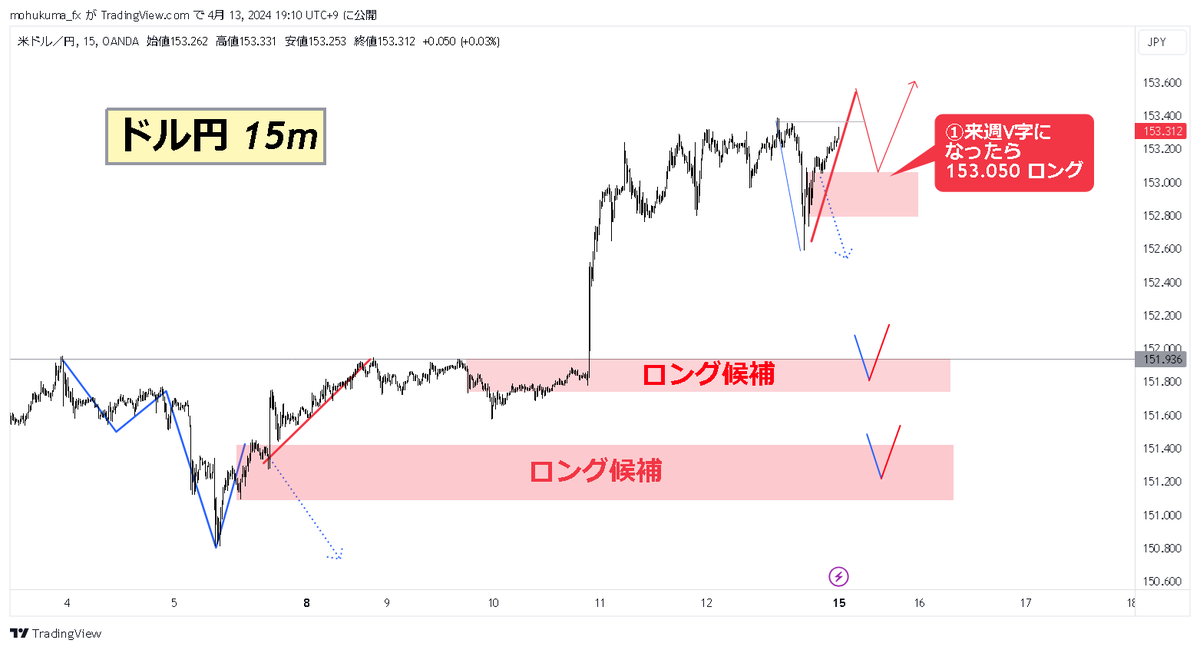 mohukuma_fx が TradingView.com で 4月 13, 2024 19:10 UTC+9 に公開
米ドル／円, 15, OANDA 始値153.262 高値153.331 安値153.253 終値153.312 +0.050 (+0.03%)
JPY
ドル円 15m
①来週V字に
なったら
153.050 ロング
153.600
153.400
153.312
153.200
153.000
152.800
152.600
152.400
152.200
152.000
151.936
151.800
151.600
151.400
151.200
151.000
150.800
150.600
ロング候補
ロング候補
4 5 8 9 10 11 12 15 16 17 18
TradingView